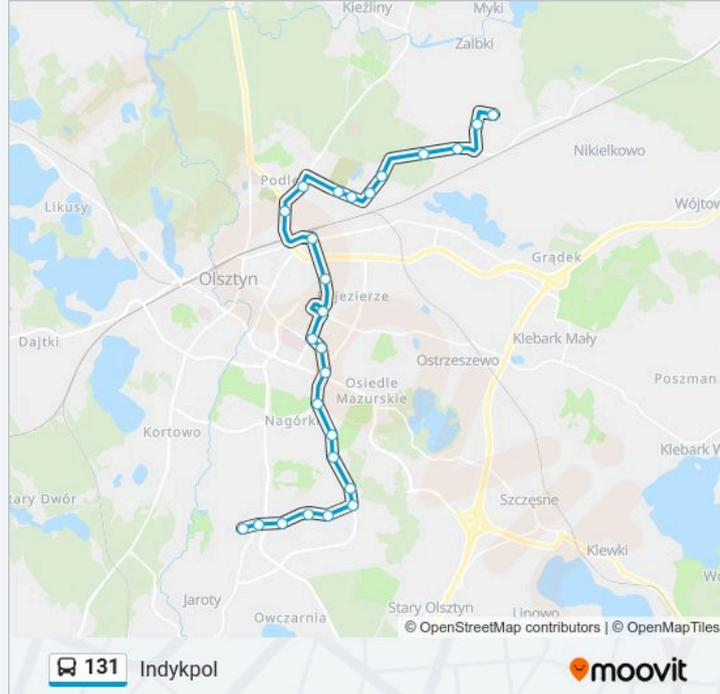 Kieźliny
Myki
Zalbki
Nikielkowo
Podle
Likusy
Wójtow
Grądek
Olsztyn
jezierze
Klebark Mały
Dajtki
Ostrzeszewo
Poszman
Osiedle
Mazurskie
Nagórki
Kortowo
Klebark W
tary Dwór
Szczęsne
Klewki
Jaroty
Stary Olsztyn
Linowo
Owczarnia
© OpenStreetMap contributors | © OpenMapTiles
131
Indykpol
moovit